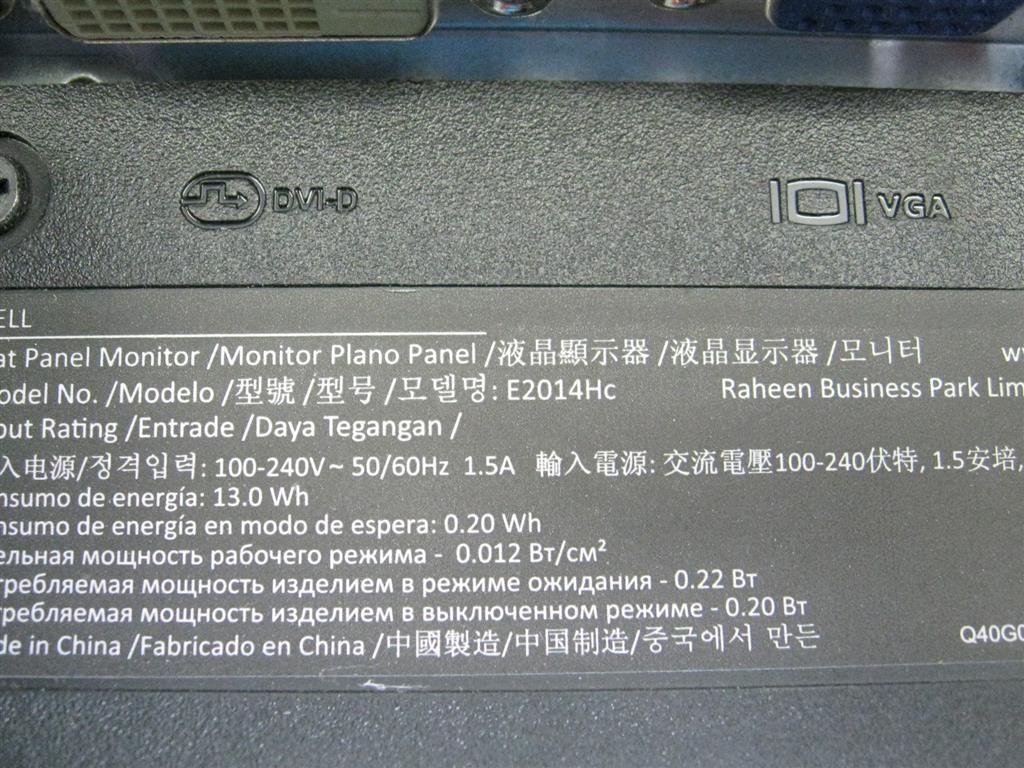 DVI-D
VGA
ELL
at Panel Monitor /Monitor Plano Panel /液晶顯示器 /液晶显示器 /모니터 w
odel No. /Modelo /型號 /型号 /모델명: E2014Hc Raheen Business Park Lim
out Rating /Entrade /Daya Tegangan /
入电源/정격입력: 100-240V~ 50/60Hz 1.5A 輸入電源: 交流電壓100-240伏特, 1.5安培,
nsumo de energía: 13.0 Wh
nsumo de energía en modo de espera: 0.20 Wh
ельная мощность рабочего режима - 0.012 Вт/см²
требляемая мощность изделием в режиме ожидания - 0.22 Вт
требляемая мощность изделием в выключенном режиме - 0.20 Вт
de in China /Fabricado en China /中國製造/中国制造/중국에서 만든 Q40G0